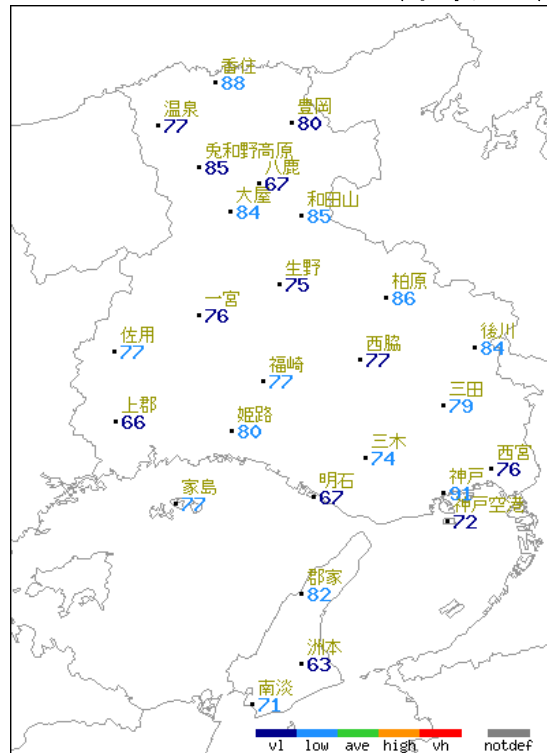 香住
88
温泉
77
豊岡
80
兎和野高原
85
八鹿
67
大屋
84
和田山
85
生野
75
柏原
86
一宮
76
佐用
77
後川
84
西脇
77
福崎
77
三田
79
上郡
66
姫路
80
三木
74
西宮
76
家島
77
明石
67
神戸
91
神戸空港
72
郡家
82
洲本
63
南淡
71
vl low ave high vh notdef